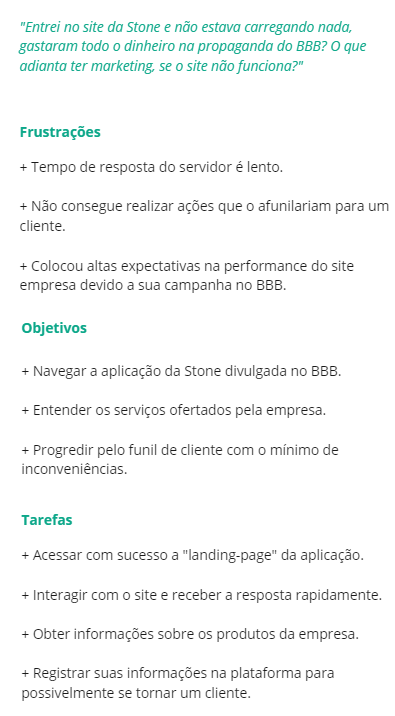 "Entrei no site da Stone e não estava carregando nada,
gastaram todo o dinheiro na propaganda do BBB? O que
adianta ter marketing, se o site não funciona?"
Frustrações
+ Tempo de resposta do servidor é lento.
+ Não consegue realizar ações que o afunilariam para um
cliente.
+ Colocou altas expectativas na performance do site
empresa devido a sua campanha no BBB.
Objetivos
+ Navegar a aplicação da Stone divulgada no BBB.
+ Entender os serviços ofertados pela empresa.
+ Progredir pelo funil de cliente com o mínimo de
inconveniências.
Tarefas
+ Acessar com sucesso a "landing-page" da aplicação.
+ Interagir com o site e receber a resposta rapidamente.
+ Obter informações sobre os produtos da empresa.
+ Registrar suas informações na plataforma para
possivelmente se tornar um cliente.